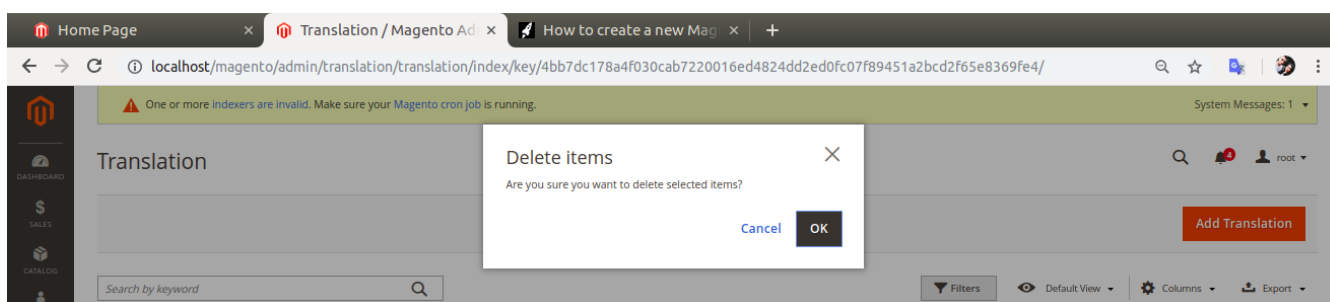 Home Page
Translation / Magento Ad
How to create a new Mag
localhost/magento/admin/translation/translation/index/key/4bb7dc178a4f030cab7220016ed4824dd2ed0fc07f89451a2bcd2f65e8369fe4/
One or more indexers are invalid. Make sure your Magento cron job is running.
System Messages: 1
DASHBOARD
Translation
4
root
Delete items
Are you sure you want to delete selected items?
Cancel
OK
$
SALES
Add Translation
CATALOG
Search by keyword
Filters
Default View
Columns
Export